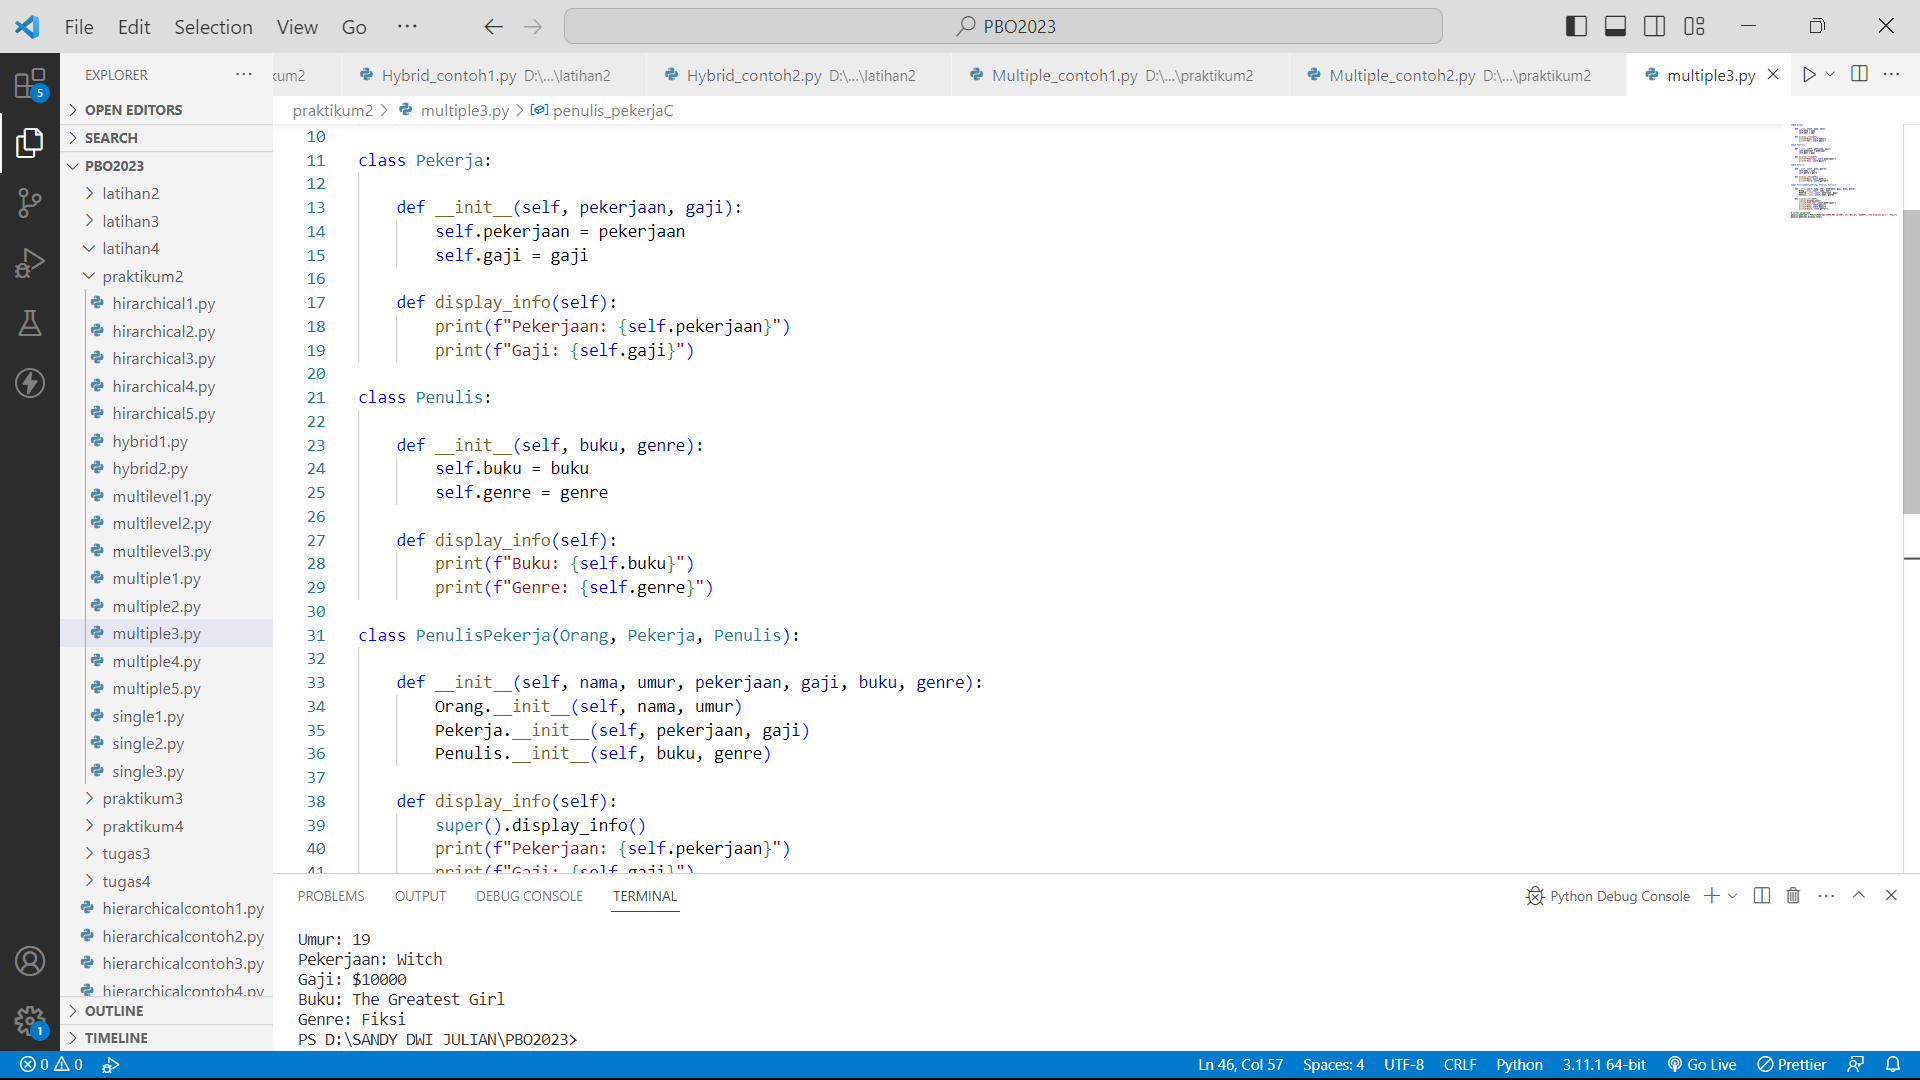 File Edit Selection View Go ··· PBO2023
EXPLORER ···
OPEN EDITORS
SEARCH
PBO2023
latihan2
latihan3
latihan4
praktikum2
hirarchical1.py
hirarchical2.py
hirarchical3.py
hirarchical4.py
hirarchical5.py
hybrid1.py
hybrid2.py
multilevel1.py
multilevel2.py
multilevel3.py
multiple1.py
multiple2.py
multiple3.py
multiple4.py
multiple5.py
single1.py
single2.py
single3.py
praktikum3
praktikum4
tugas3
tugas4
hierarchicalcontoh1.py
hierarchicalcontoh2.py
hierarchicalcontoh3.py
hierarchicalcontoh4.py
OUTLINE
TIMELINE
5
1
kum2 Hybrid_contoh1.py D:\...\latihan2 Hybrid_contoh2.py D:\...\latihan2 Multiple_contoh1.py D:\...\praktikum2 Multiple_contoh2.py D:\...\praktikum2 multiple3.py
praktikum2 > multiple3.py > penulis_pekerjaC
10
11 class Pekerja:
12
13 def __init__(self, pekerjaan, gaji):
14 self.pekerjaan = pekerjaan
15 self.gaji = gaji
16
17 def display_info(self):
18 print(f"Pekerjaan: {self.pekerjaan}")
19 print(f"Gaji: {self.gaji}")
20
21 class Penulis:
22
23 def __init__(self, buku, genre):
24 self.buku = buku
25 self.genre = genre
26
27 def display_info(self):
28 print(f"Buku: {self.buku}")
29 print(f"Genre: {self.genre}")
30
31 class PenulisPekerja(Orang, Pekerja, Penulis):
32
33 def __init__(self, nama, umur, pekerjaan, gaji, buku, genre):
34 Orang.__init__(self, nama, umur)
35 Pekerja.__init__(self, pekerjaan, gaji)
36 Penulis.__init__(self, buku, genre)
37
38 def display_info(self):
39 super().display_info()
40 print(f"Pekerjaan: {self.pekerjaan}")
41 print(f"Gaji: {self.gaji}")
PROBLEMS OUTPUT DEBUG CONSOLE TERMINAL Python Debug Console
Umur: 19
Pekerjaan: Witch
Gaji: $10000
Buku: The Greatest Girl
Genre: Fiksi
PS D:\SANDY DWI JULIAN\PBO2023>
0 0 Ln 46, Col 57 Spaces: 4 UTF-8 CRLF Python 3.11.1 64-bit Go Live Prettier